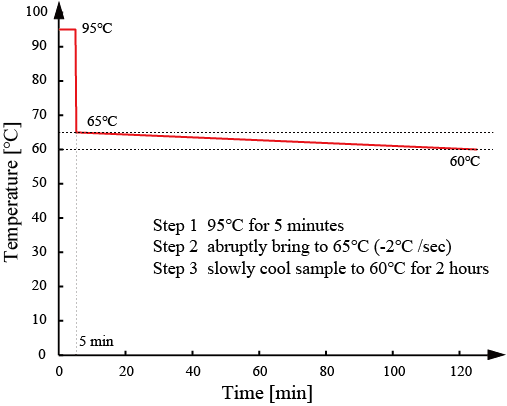 100
95°C
90
80
70
65°C
60
60°C
50
40
Step 1 95°C for 5 minutes
Step 2 abruptly bring to 65°C (-2°C /sec)
Step 3 slowly cool sample to 60°C for 2 hours
30
20
10
5 min
0
0 20 40 60 80 100 120
Time [min]
Temperature [°C]